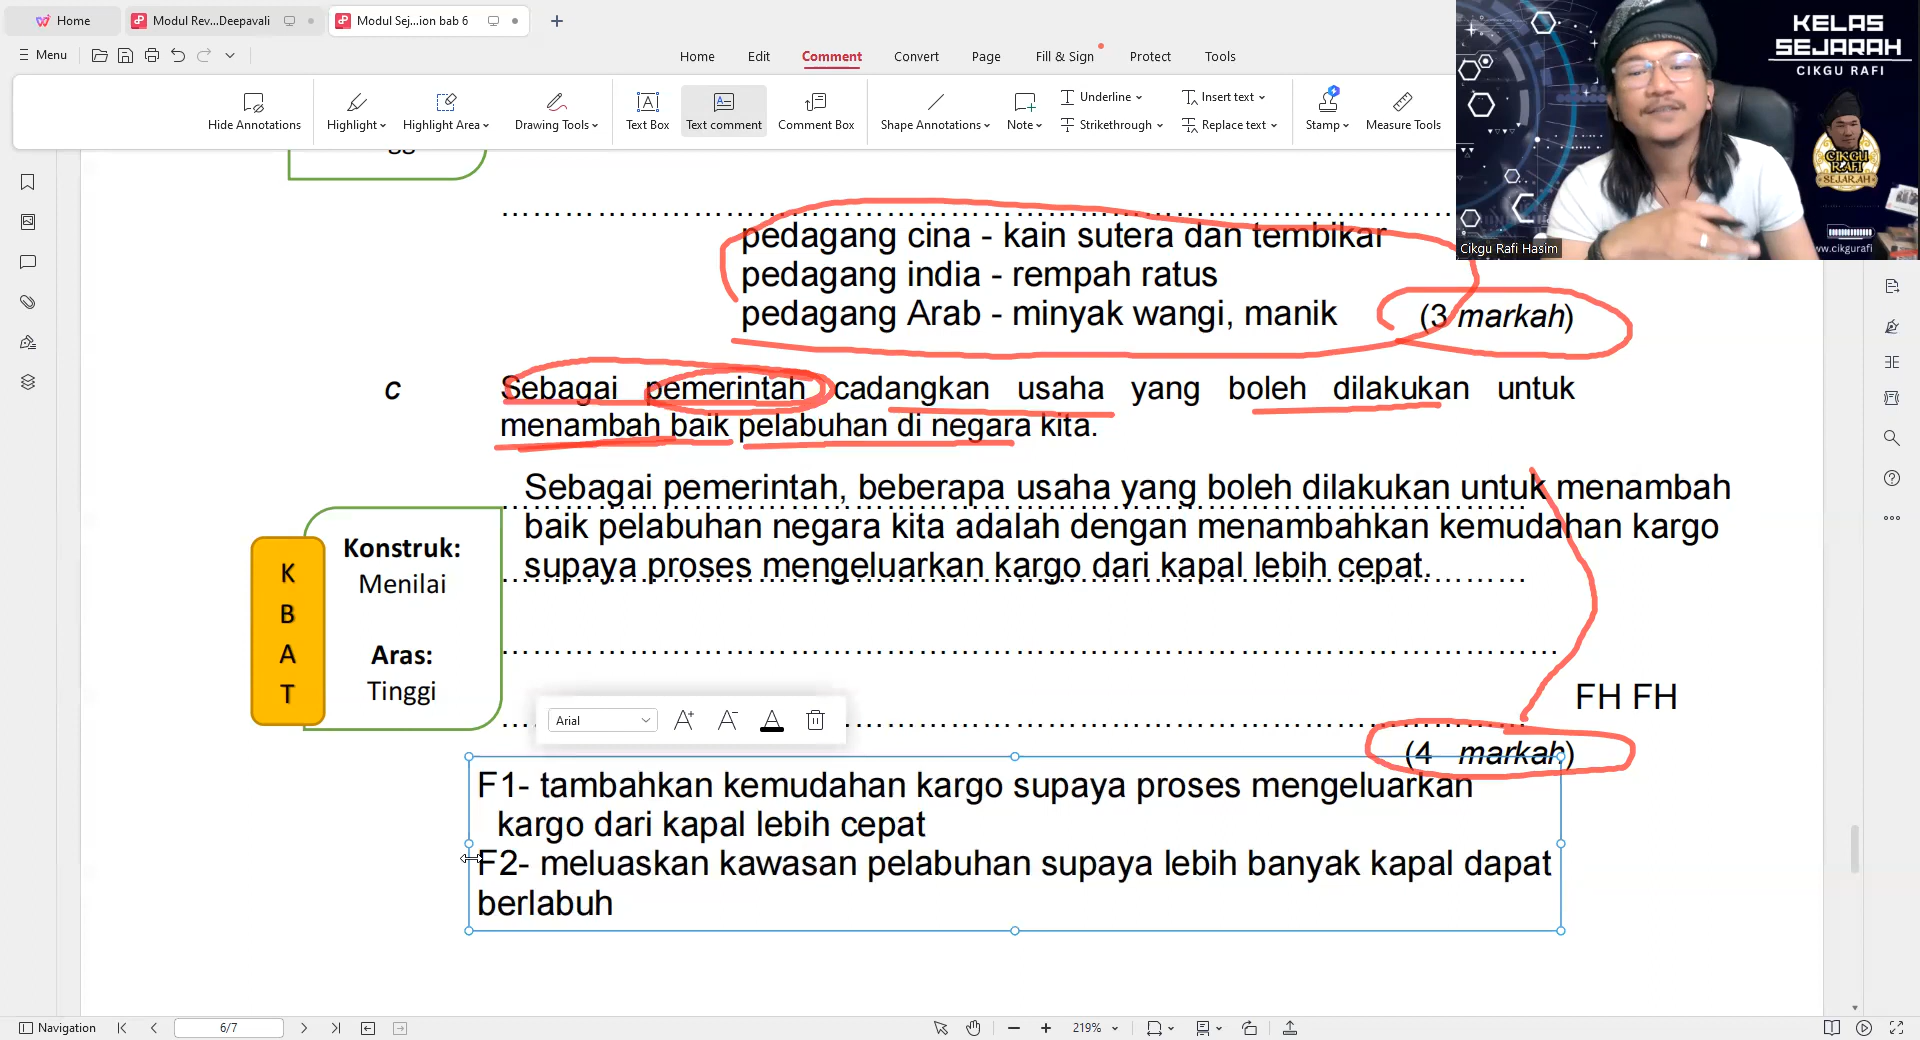 Home
Modul Rev...Deepavali
Modul Sej...ion bab 6
Menu
Home
Edit
Comment
Convert
Page
Fill & Sign
Protect
Tools
Hide Annotations
Highlight
Highlight Area
Drawing Tools
Text Box
Text comment
Comment Box
Shape Annotations
Note
Underline
Strikethrough
Insert text
Replace text
Stamp
Measure Tools
KELAS
SEJARAH
CIKGU RAFI
CIKGU
RAFI
SEJARAH
Cikgu Rafi Hasim
ww.cikgurafi
pedagang cina - kain sutera dan tembIkar
pedagang india - rempah ratus
pedagang Arab - minyak wangi, manik
(3 markah)
c Sebagai pemerintah cadangkan usaha yang boleh dilakukan untuk
menambah baik pelabuhan di negara kita.
Sebagai pemerintah, beberapa usaha yang boleh dilakukan untuk menambah
baik pelabuhan negara kita adalah dengan menambahkan kemudahan kargo
supaya proses mengeluarkan kargo dari kapal lebih cepat.
K
B
A
T
Konstruk:
Menilai
Aras:
Tinggi
FH FH
Arial
(4 markah)
F1- tambahkan kemudahan kargo supaya proses mengeluarkan
kargo dari kapal lebih cepat
F2- meluaskan kawasan pelabuhan supaya lebih banyak kapal dapat
berlabuh
Navigation
6/7
219%